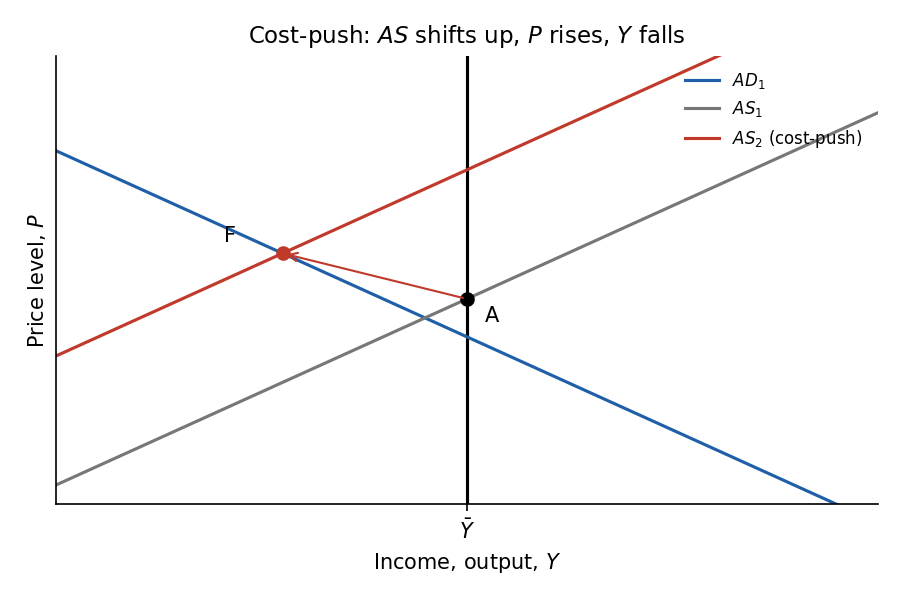 Cost-push: AS shifts up, P rises, Y falls
AD₁
AS₁
AS₂ (cost-push)
F
A
Price level, P
Ȳ
Income, output, Y